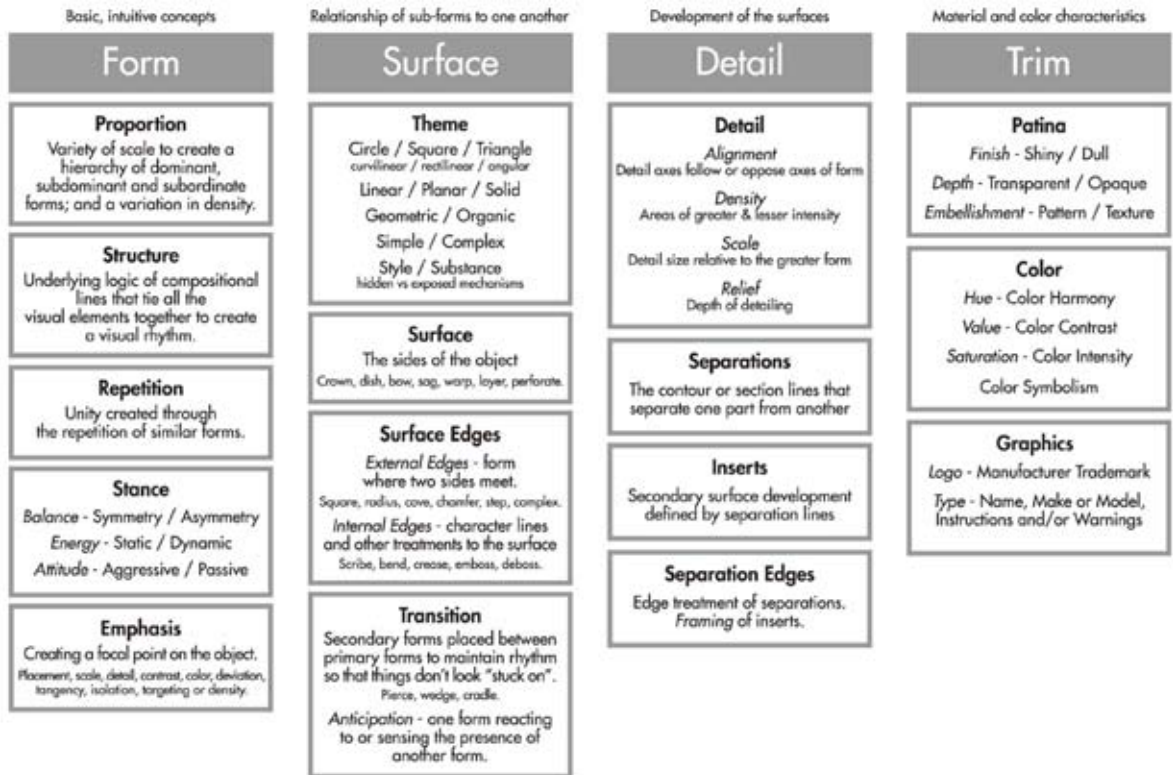 Basic, intuitive concepts
Form
Proportion
Variety of scale to create a
hierarchy of dominant,
subdominant and subordinate
forms; and a variation in density.
Structure
Underlying logic of compositional
lines that tie all the
visual elements together to create
a visual rhythm.
Repetition
Unity created through
the repetition of similar forms.
Stance
Balance - Symmetry / Asymmetry
Energy - Static / Dynamic
Attitude - Aggressive / Passive
Emphasis
Creating a focal point on the object.
Placement, scale, detail, contrast, color, deviation,
tangency, isolation, targeting or density.
Relationship of sub-forms to one another
Surface
Theme
Circle / Square / Triangle
curvilinear / rectilinear / angular
Linear / Planar / Solid
Geometric / Organic
Simple / Complex
Style / Substance
hidden vs exposed mechanisms
Surface
The sides of the object
Crown, dish, bow, sag, warp, layer, perforate.
Surface Edges
External Edges - form
where two sides meet.
Square, radius, cove, chamfer, step, complex.
Internal Edges - character lines
and other treatments to the surface
Scribe, bend, crease, emboss, deboss.
Transition
Secondary forms placed between
primary forms to maintain rhythm
so that things don't look "stuck on".
Pierce, wedge, cradle.
Anticipation - one form reacting
to or sensing the presence of
another form.
Development of the surfaces
Detail
Detail
Alignment
Detail axes follow or oppose axes of form
Density
Areas of greater & lesser intensity
Scale
Detail size relative to the greater form
Relief
Depth of detailing
Separations
The contour or section lines that
separate one part from another
Inserts
Secondary surface development
defined by separation lines
Separation Edges
Edge treatment of separations.
Framing of inserts.
Material and color characteristics
Trim
Patina
Finish - Shiny / Dull
Depth - Transparent / Opaque
Embellishment - Pattern / Texture
Color
Hue - Color Harmony
Value - Color Contrast
Saturation - Color Intensity
Color Symbolism
Graphics
Logo - Manufacturer Trademark
Type - Name, Make or Model,
Instructions and/or Warnings